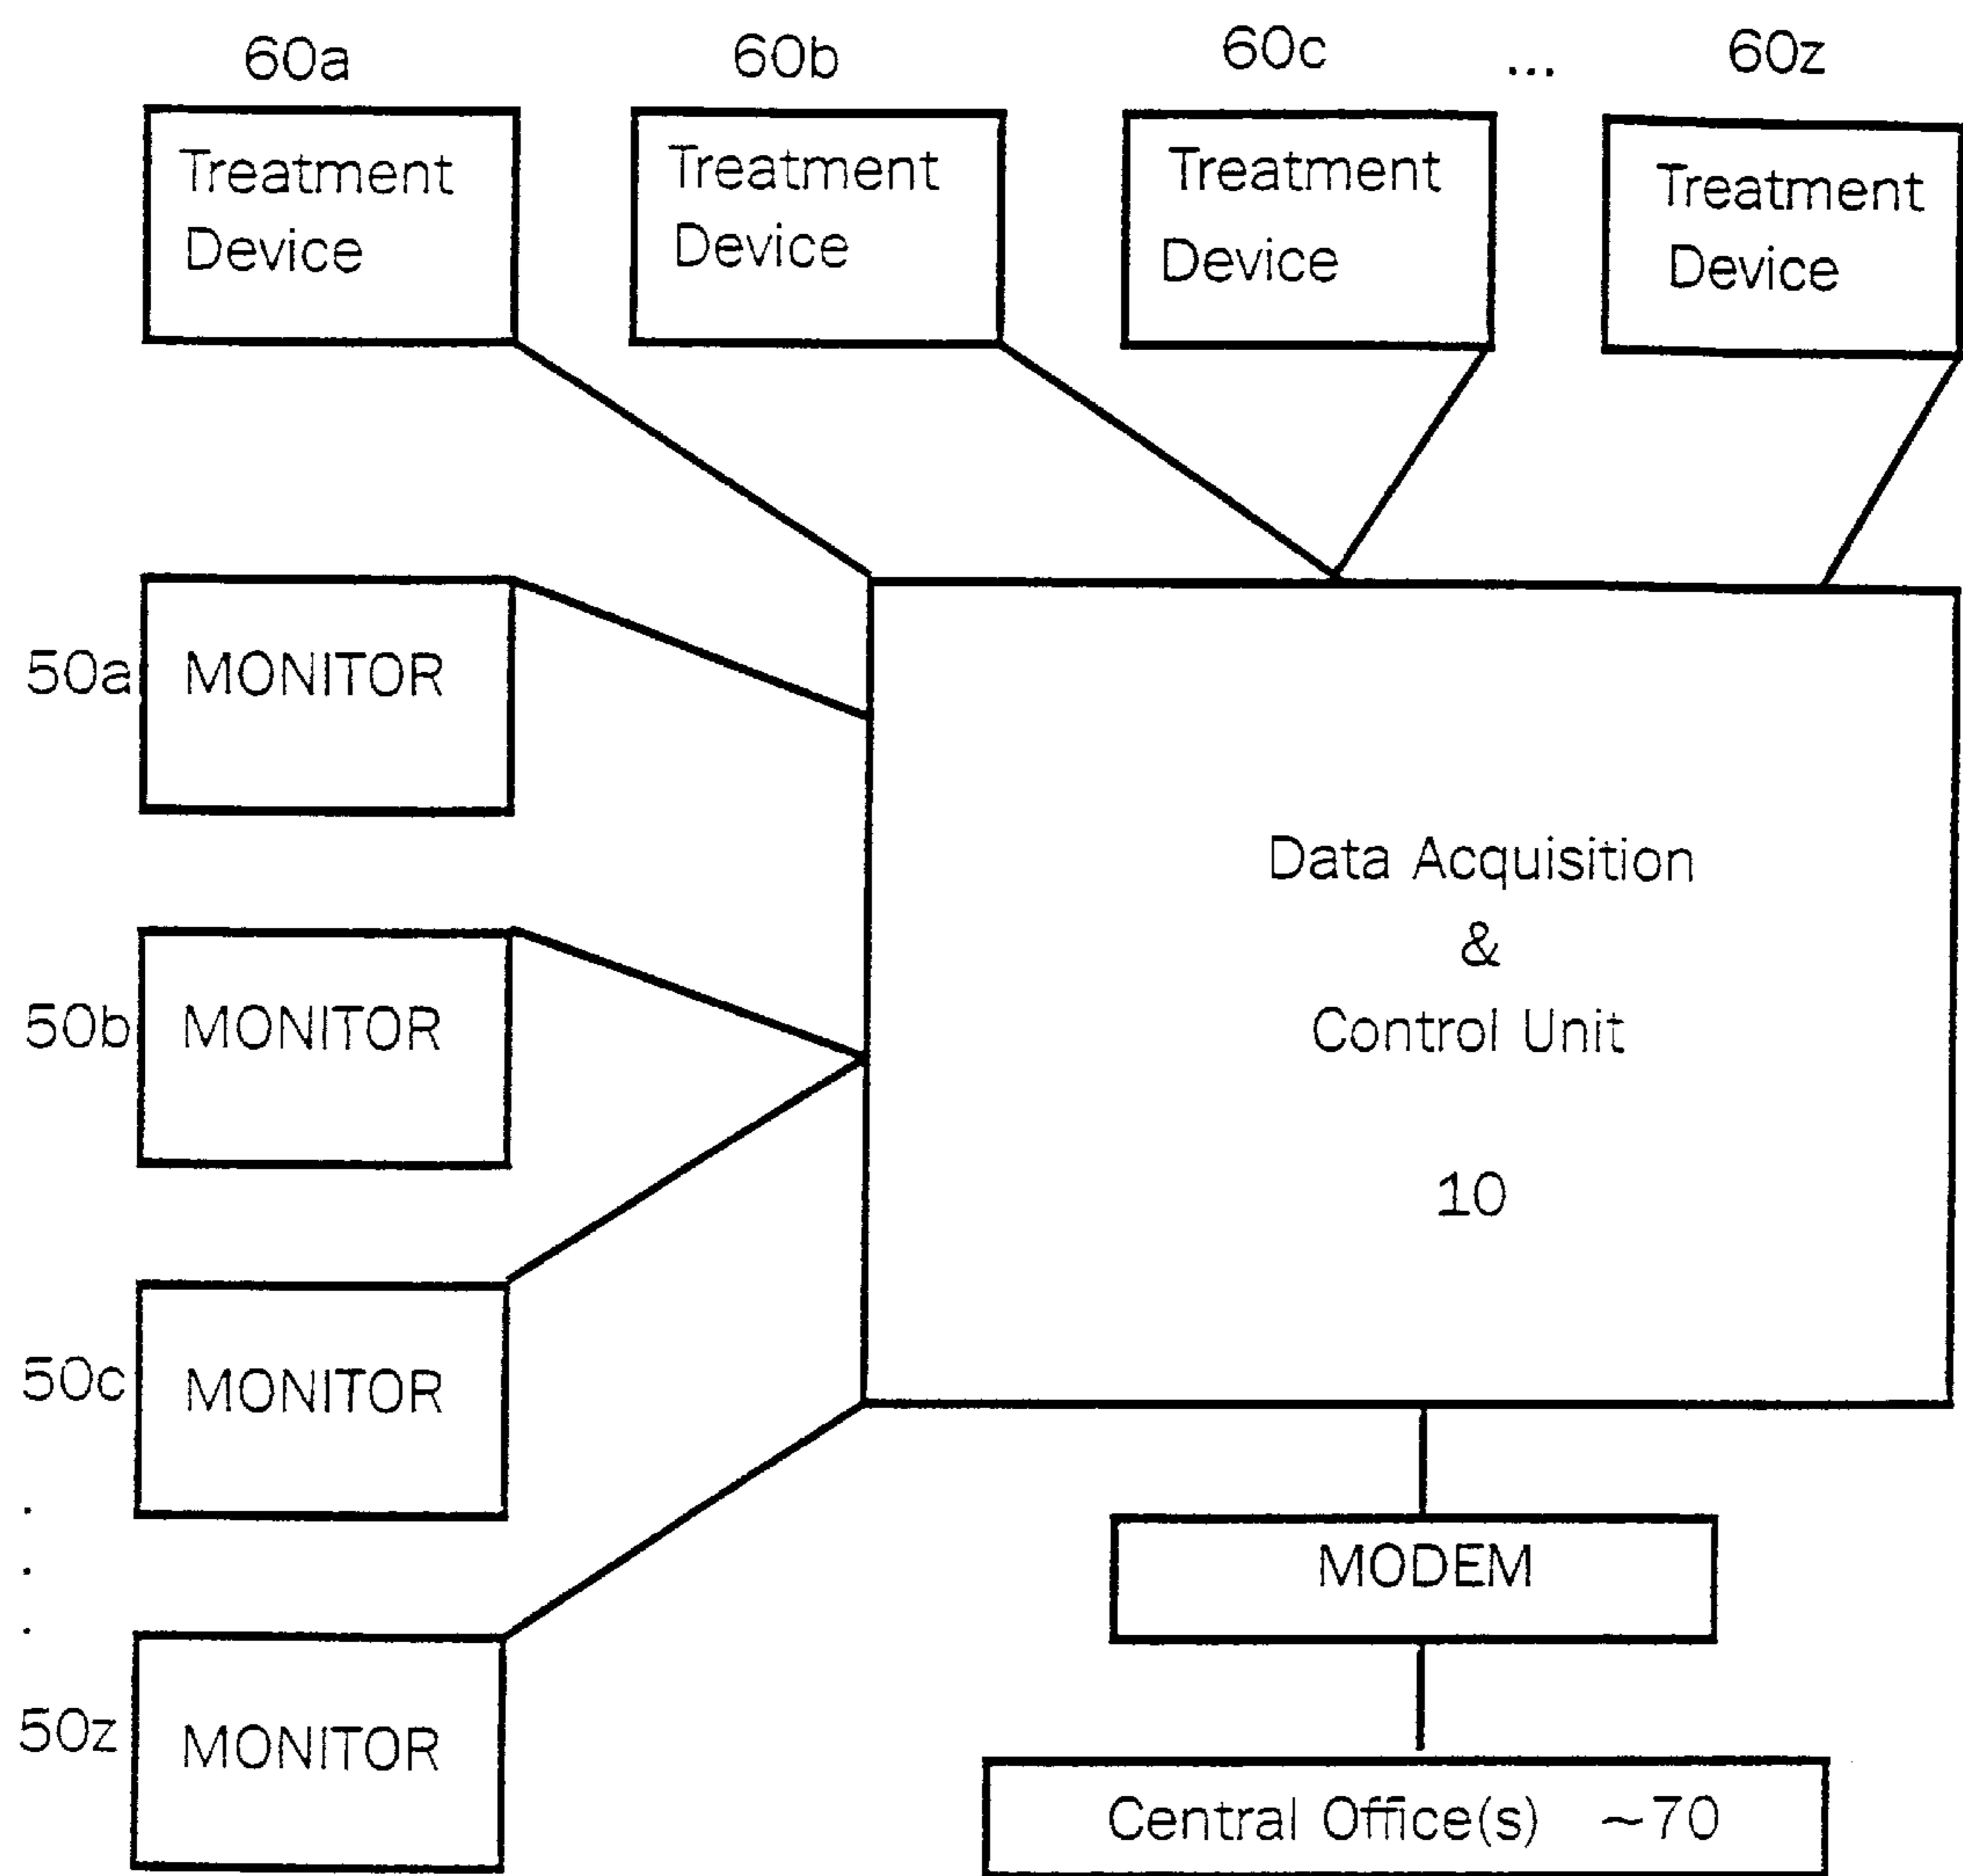 60a 60b 60c ... 60z
Treatment
Device
Treatment
Device
Treatment
Device
Treatment
Device
50a MONITOR
50b MONITOR
50c MONITOR
.
.
.
50z MONITOR
Data Acquisition
&
Control Unit
10
MODEM
Central Office(s) ~70